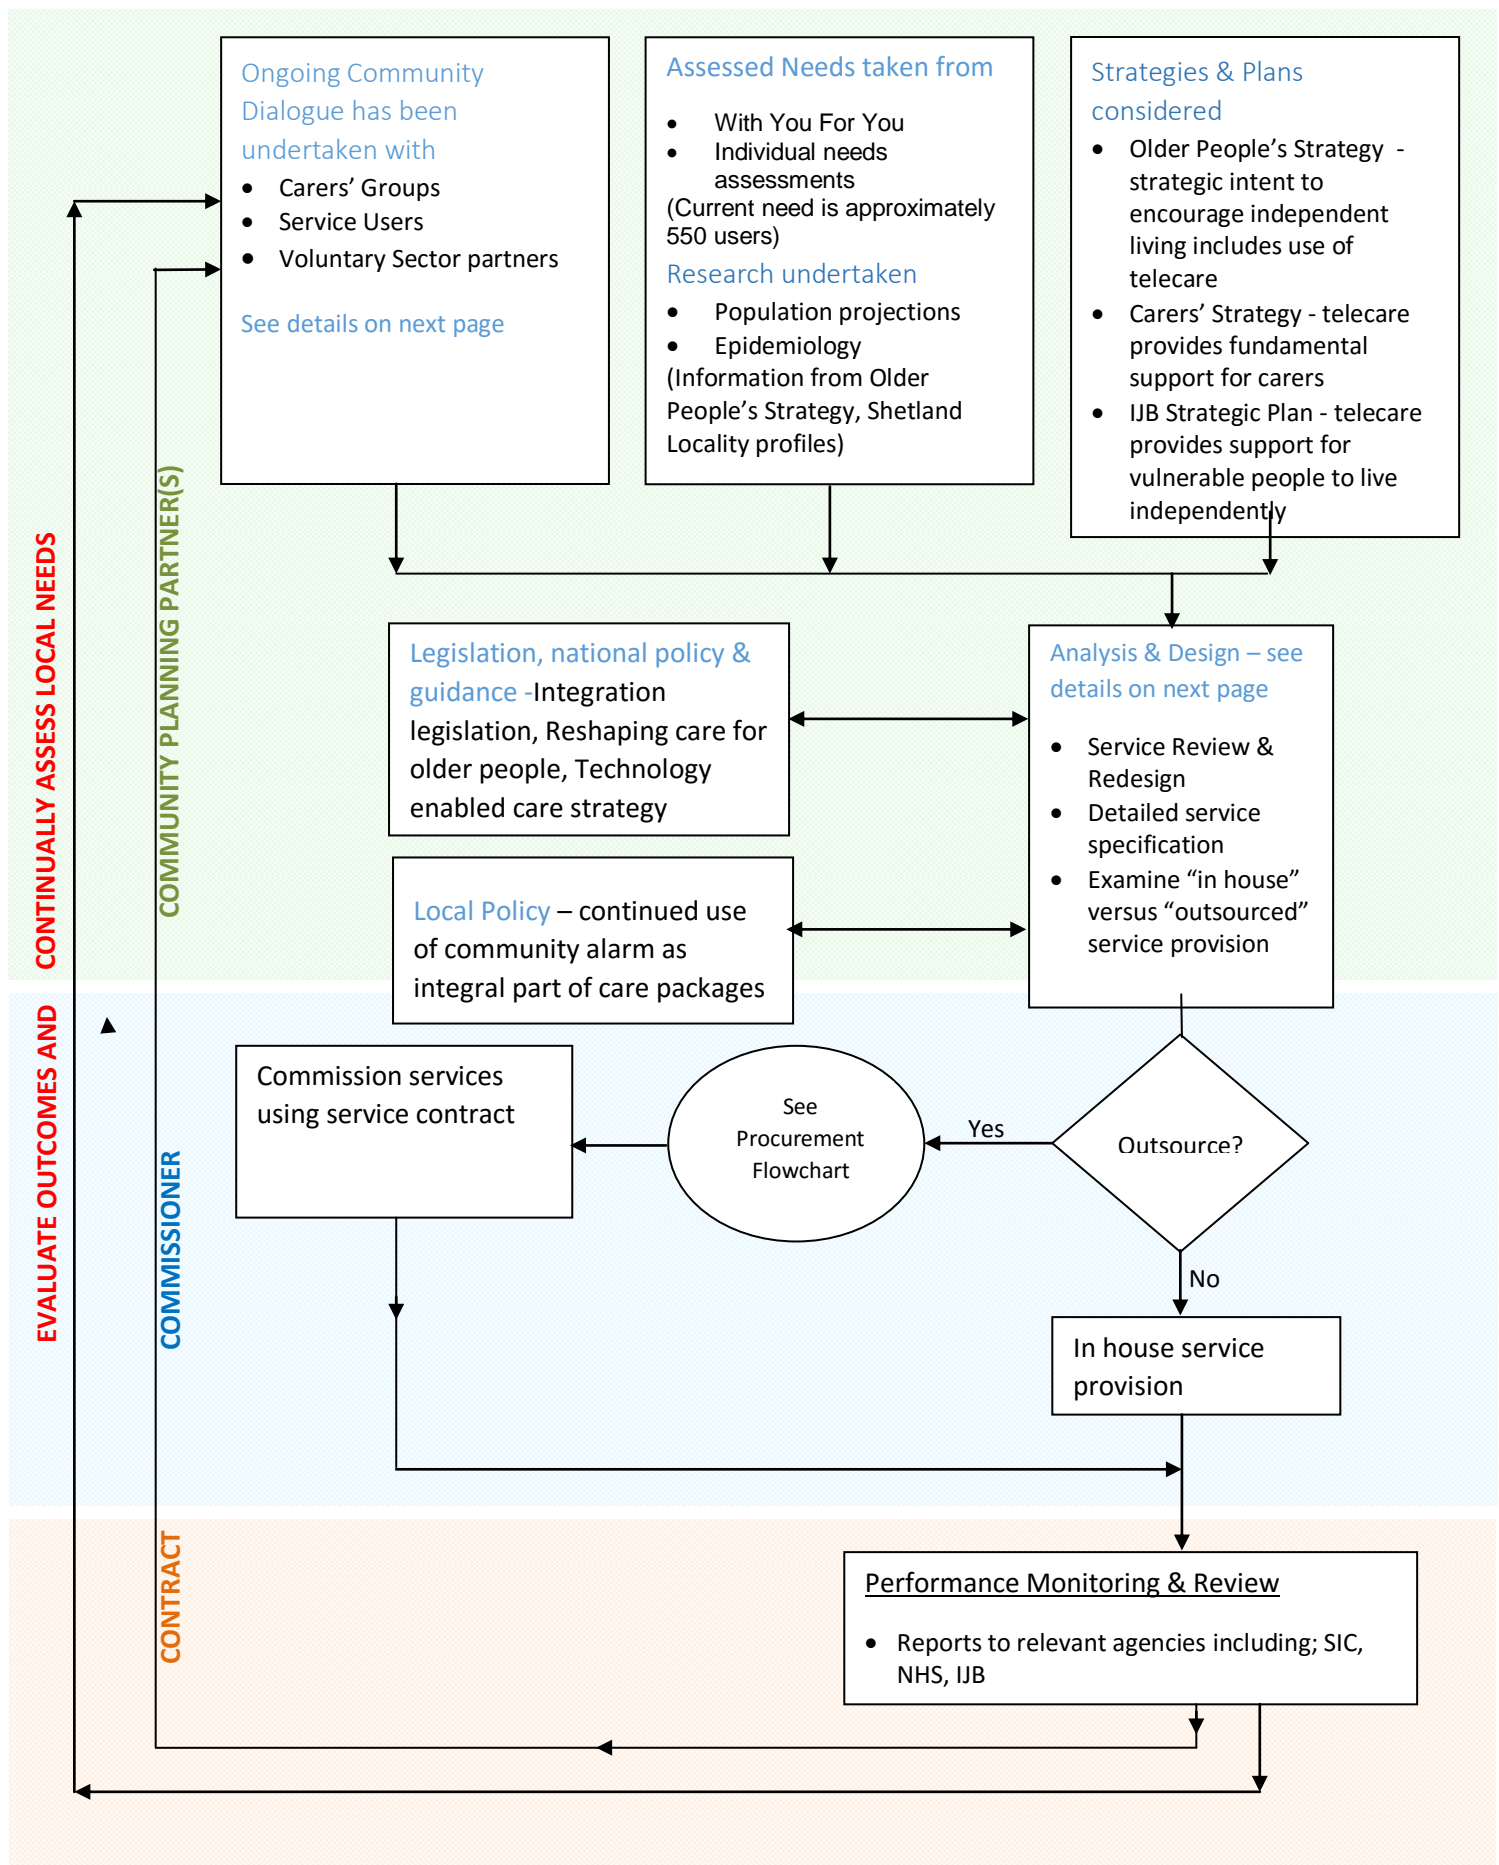 Ongoing Community
Dialogue has been
undertaken with
• Carers’ Groups
• Service Users
• Voluntary Sector partners
See details on next page
Assessed Needs taken from
• With You For You
• Individual needs
assessments
(Current need is approximately
550 users)
Research undertaken
• Population projections
• Epidemiology
(Information from Older
People’s Strategy, Shetland
Locality profiles)
Strategies & Plans
considered
• Older People’s Strategy -
strategic intent to
encourage independent
living includes use of
telecare
• Carers’ Strategy - telecare
provides fundamental
support for carers
• IJB Strategic Plan - telecare
provides support for
vulnerable people to live
independently
Legislation, national policy &
guidance -Integration
legislation, Reshaping care for
older people, Technology
enabled care strategy
Analysis & Design – see
details on next page
• Service Review &
Redesign
• Detailed service
specification
• Examine “in house”
versus “outsourced”
service provision
Local Policy – continued use
of community alarm as
integral part of care packages
Commission services
using service contract
See
Procurement
Flowchart
Yes
Outsource?
No
In house service
provision
Performance Monitoring & Review
• Reports to relevant agencies including; SIC,
NHS, IJB
EVALUATE OUTCOMES AND CONTINUALLY ASSESS LOCAL NEEDS
COMMUNITY PLANNING PARTNER(S)
COMMISSIONER
CONTRACT